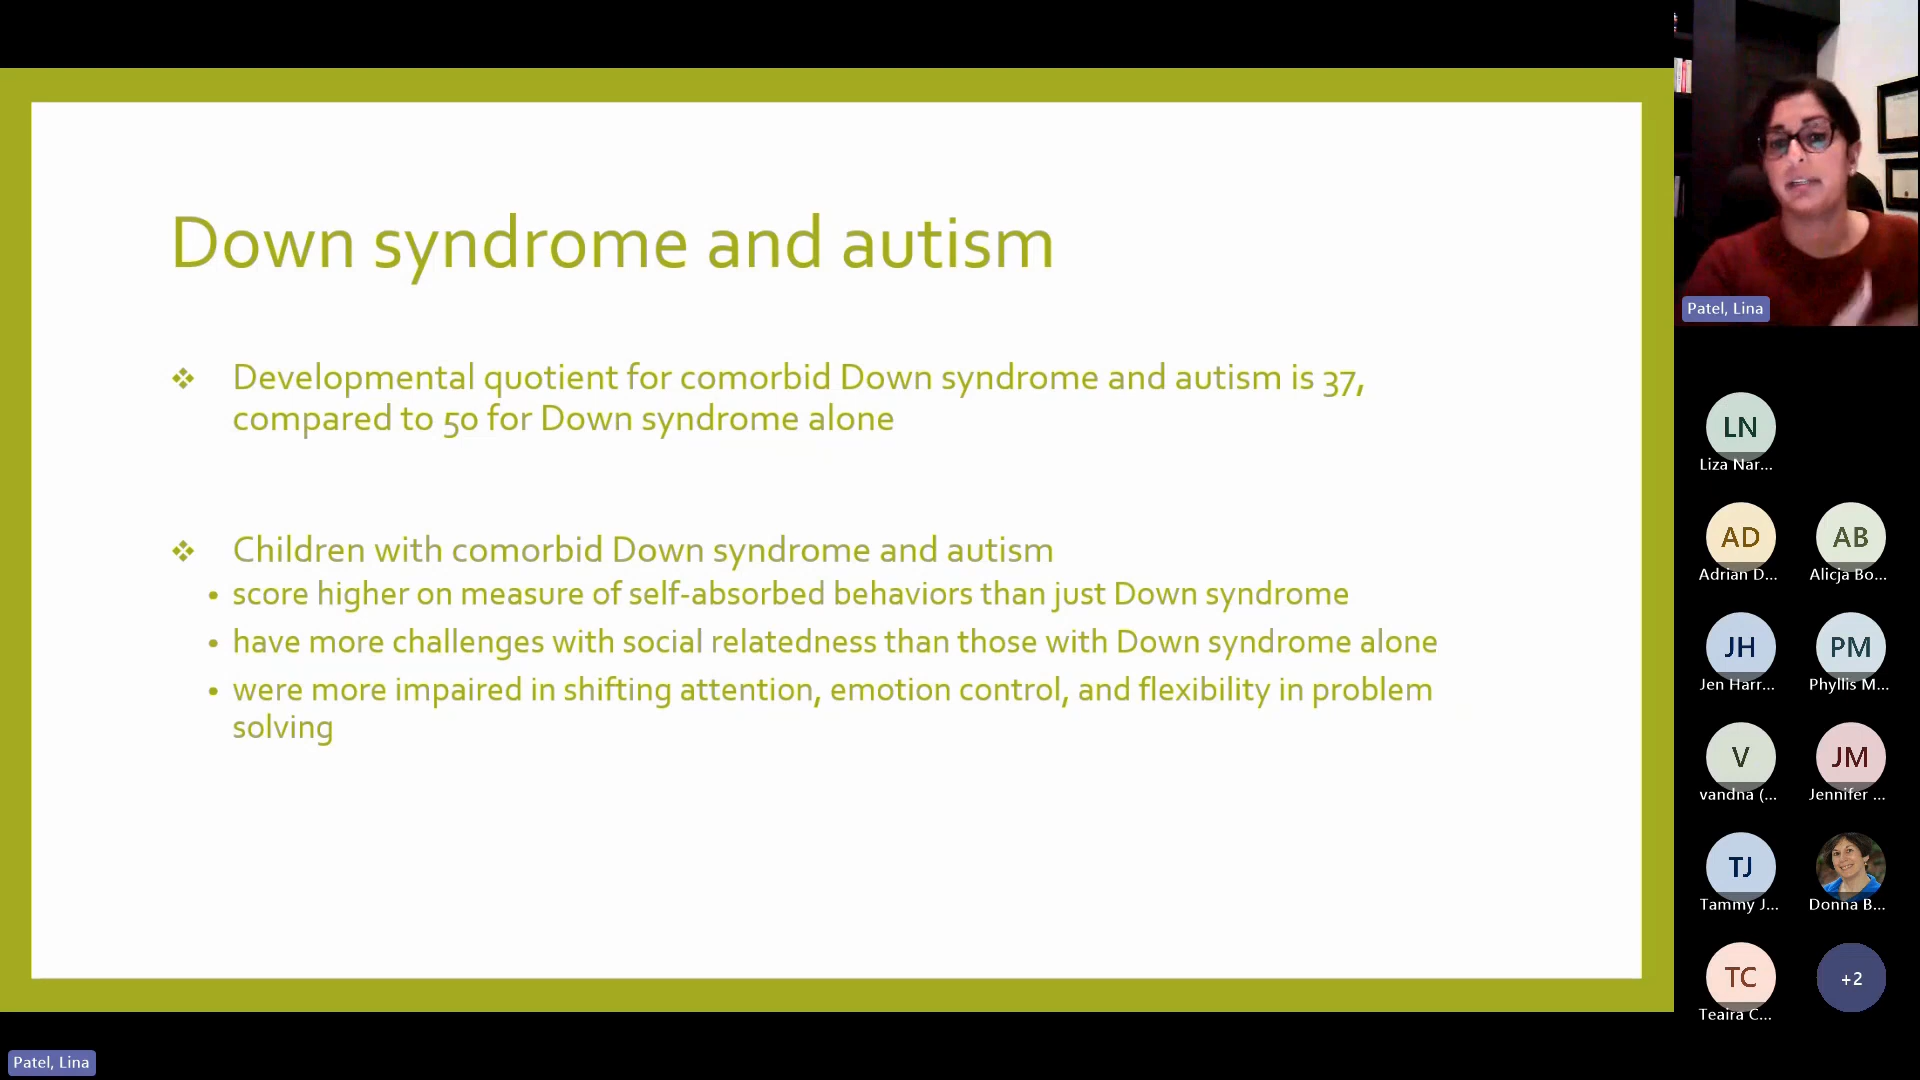 Down syndrome and autism
❖ Developmental quotient for comorbid Down syndrome and autism is 37,
compared to 50 for Down syndrome alone
❖ Children with comorbid Down syndrome and autism
• score higher on measure of self-absorbed behaviors than just Down syndrome
• have more challenges with social relatedness than those with Down syndrome alone
• were more impaired in shifting attention, emotion control, and flexibility in problem
solving
Patel, Lina
LN
Liza Nar...
AD
Adrian D...
AB
Alicja Bo...
JH
Jen Harr...
PM
Phyllis M...
V
vandna (...
JM
Jennifer ...
TJ
Tammy J...
Donna B...
TC
Teaira C...
+2
Patel, Lina